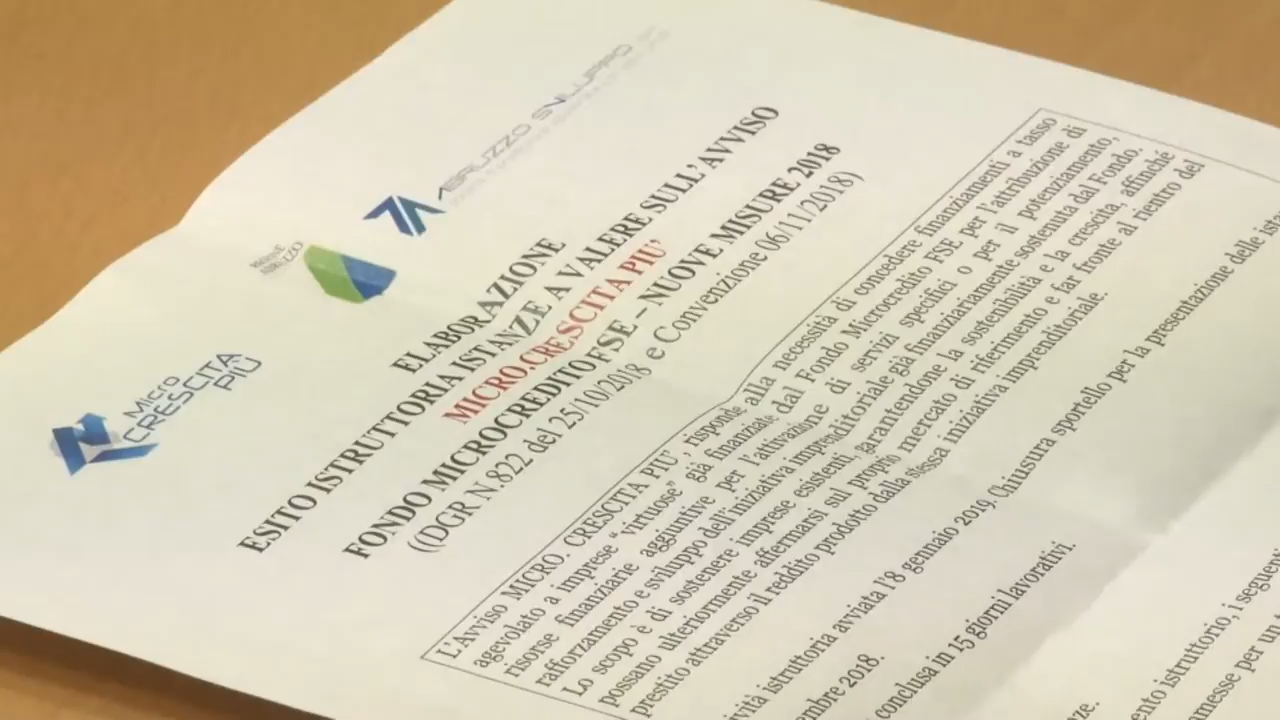 Micro
CRESCITA
PIÙ
REGIONE
ABRUZZO
ABRUZZO SVILUPPO
ELABORAZIONE
ESITO ISTRUTTORIA ISTANZE A VALERE SULL'AVVISO
MICRO.CRESCITA PIU'
FONDO MICROCREDITO FSE – NUOVE MISURE 2018
((DGR N.822 del 25/10/2018 e Convenzione 06/11/2018)
L'Avviso MICRO. CRESCITA PIU', risponde alla necessità di concedere finanziamenti a tasso
agevolato a imprese "virtuose" già finanziate dal Fondo Microcredito FSE per l'attribuzione di
risorse finanziarie aggiuntive per l'attivazione di servizi specifici o per il potenziamento,
rafforzamento e sviluppo dell'iniziativa imprenditoriale già finanziariamente sostenuta dal Fondo.
Lo scopo è di sostenere imprese esistenti, garantendone la sostenibilità e la crescita, affinché
possano ulteriormente affermarsi sul proprio mercato di riferimento e far fronte al rientro del
prestito attraverso il reddito prodotto dalla stessa iniziativa imprenditoriale.
istruttoria avviata l'8 gennaio 2019. Chiusura sportello per la presentazione delle
2018.
conclusa in 15 giorni lavorativi.
istruttorio, i
per un